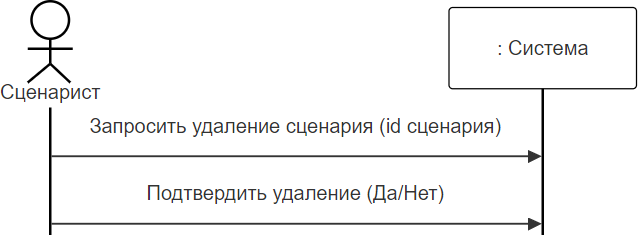 : Система
Сценарист
Запросить удаление сценария (id сценария)
Подтвердить удаление (Да/Нет)